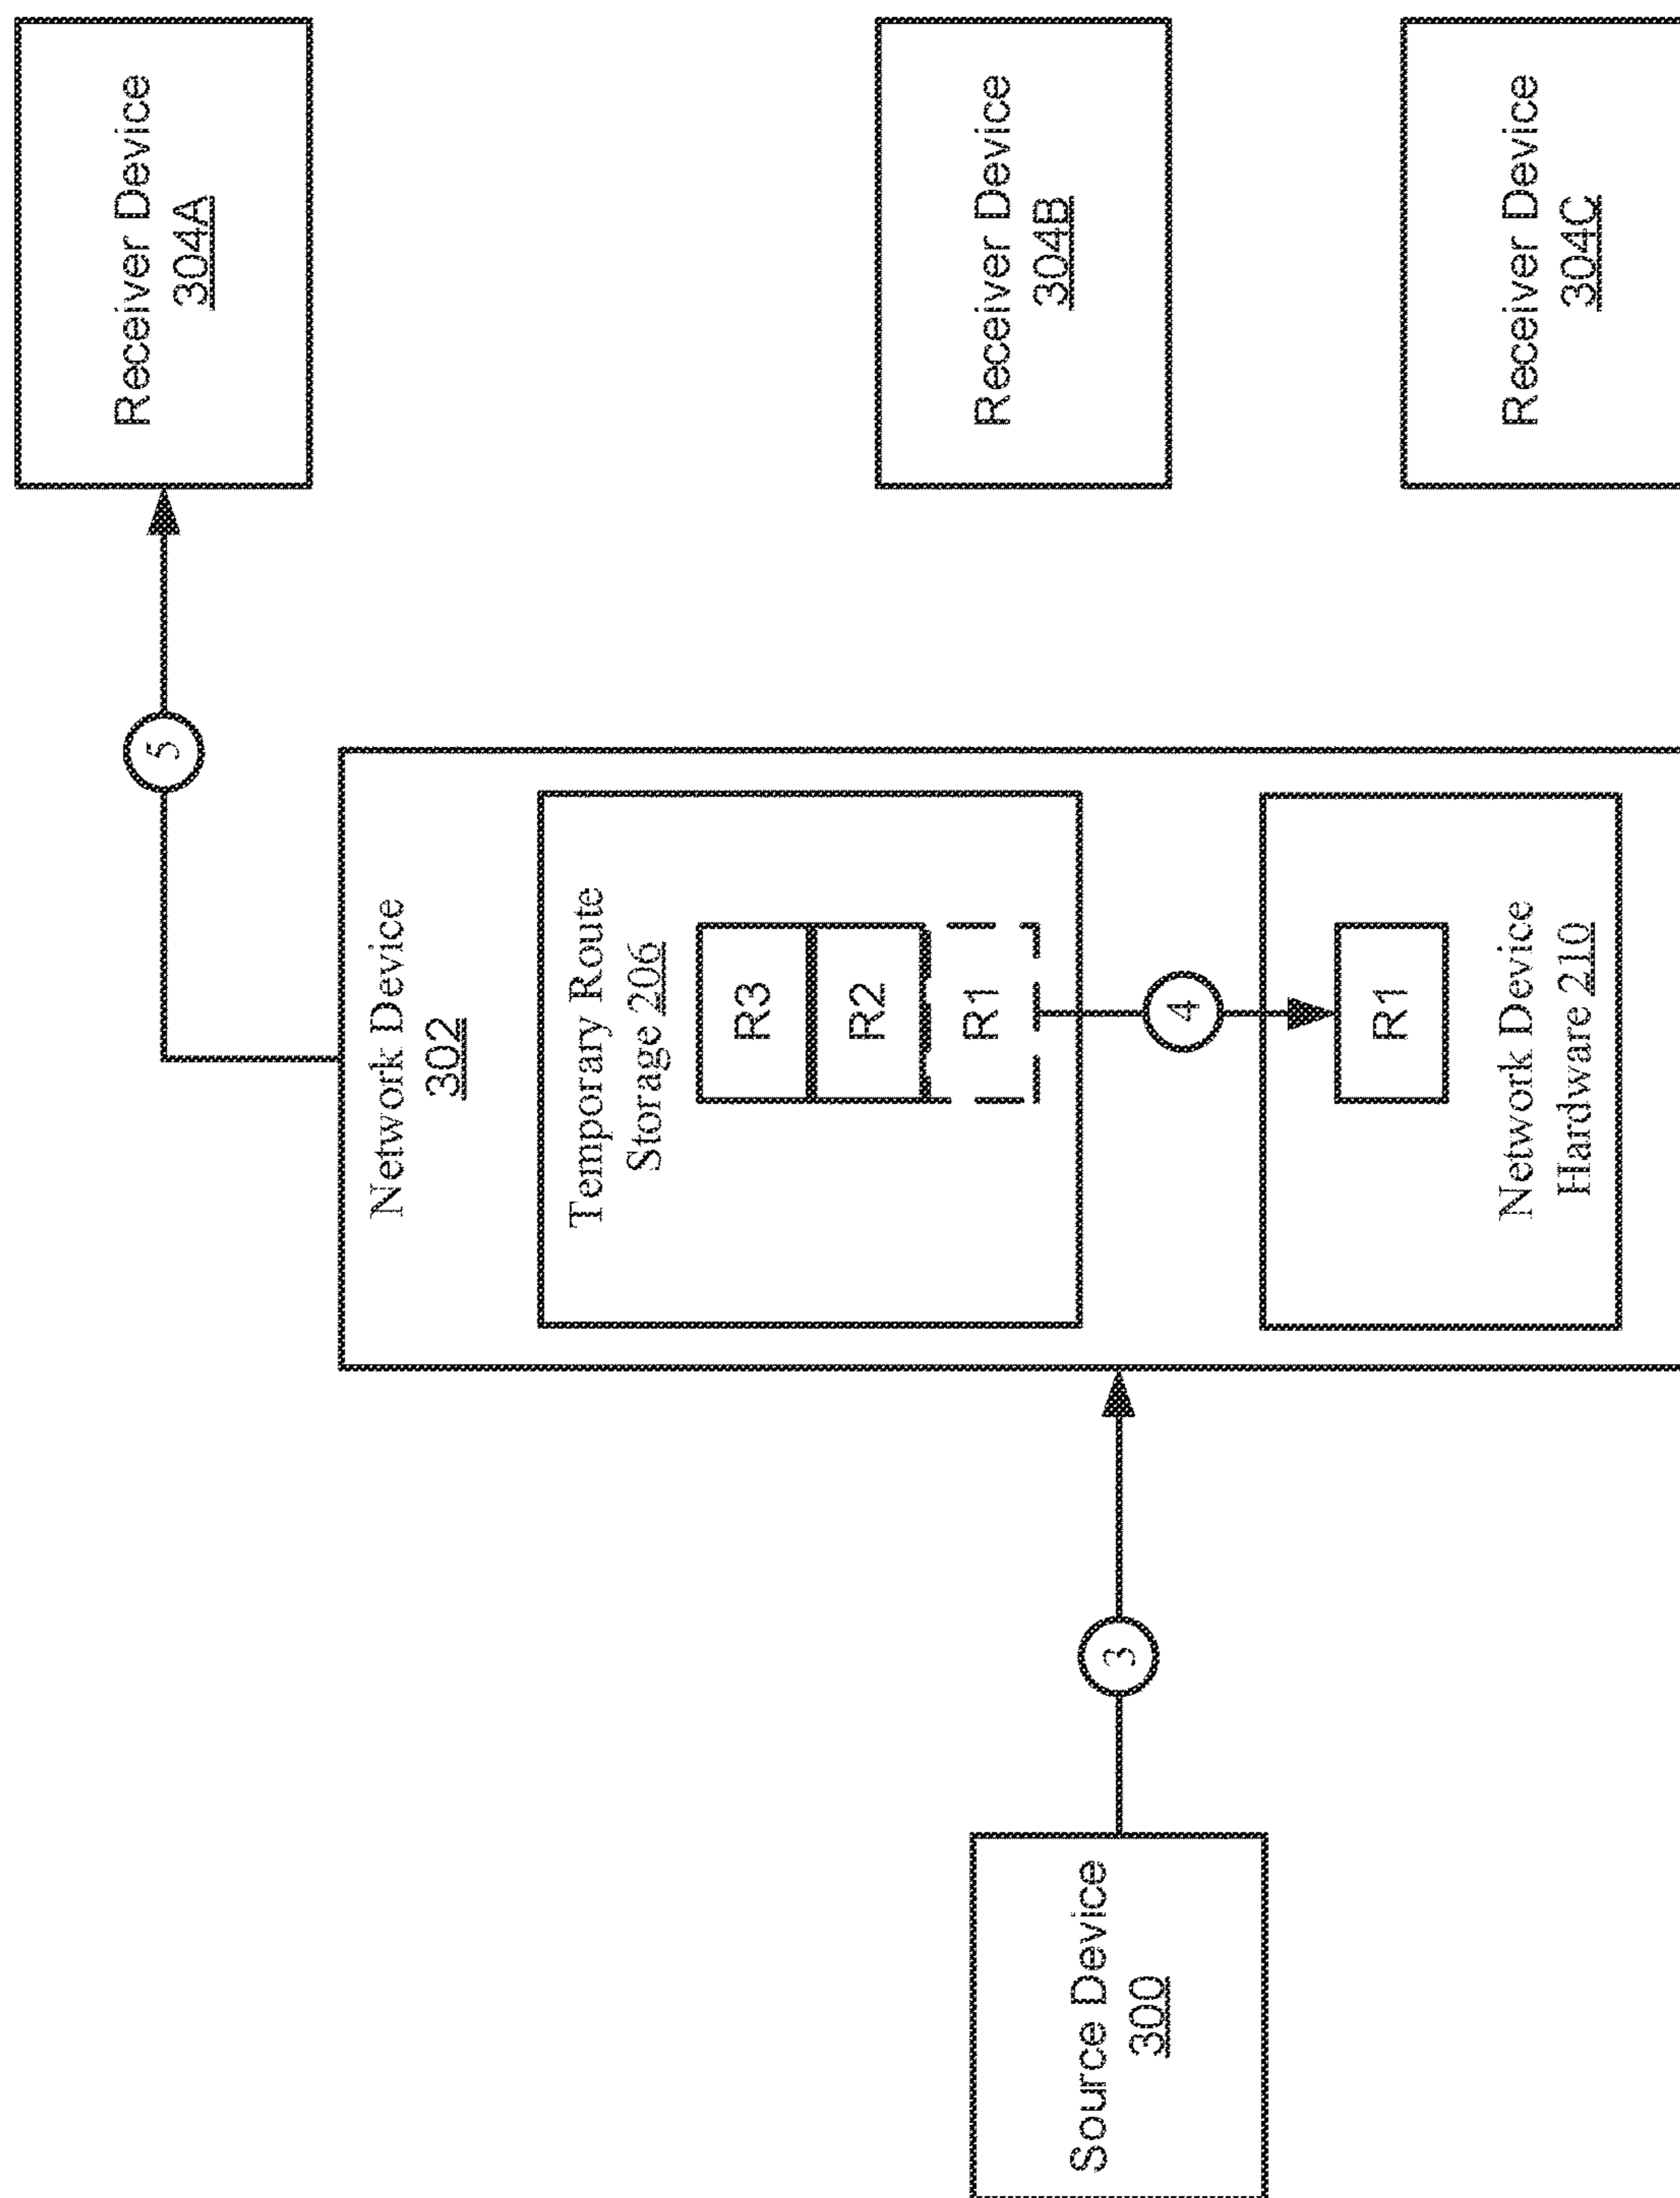 Receiver Device
304A
5
Network Device
302
Temporary Route
Storage 206
R3
R2
R1
4
R1
Network Device
Hardware 210
3
Source Device
300
Receiver Device
304B
Receiver Device
304C